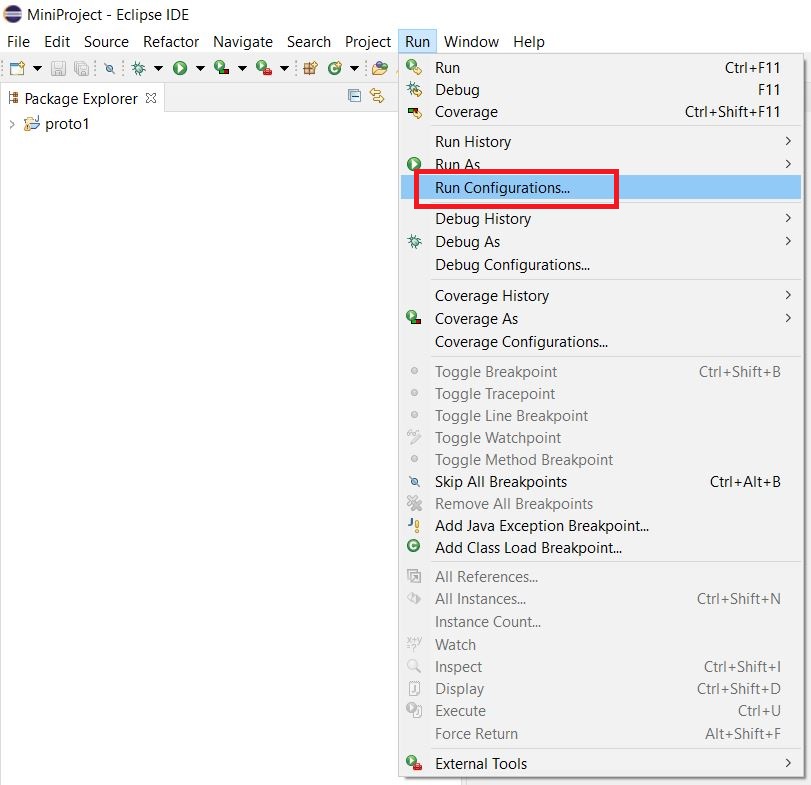 MiniProject - Eclipse IDE
File Edit Source Refactor Navigate Search Project Run Window Help
Package Explorer
proto1
Run Ctrl+F11
Debug F11
Coverage Ctrl+Shift+F11
Run History
Run As
Run Configurations...
Debug History
Debug As
Debug Configurations...
Coverage History
Coverage As
Coverage Configurations...
Toggle Breakpoint Ctrl+Shift+B
Toggle Tracepoint
Toggle Line Breakpoint
Toggle Watchpoint
Toggle Method Breakpoint
Skip All Breakpoints Ctrl+Alt+B
Remove All Breakpoints
Add Java Exception Breakpoint...
Add Class Load Breakpoint...
All References...
All Instances... Ctrl+Shift+N
Instance Count...
Watch
Inspect Ctrl+Shift+I
Display Ctrl+Shift+D
Execute Ctrl+U
Force Return Alt+Shift+F
External Tools